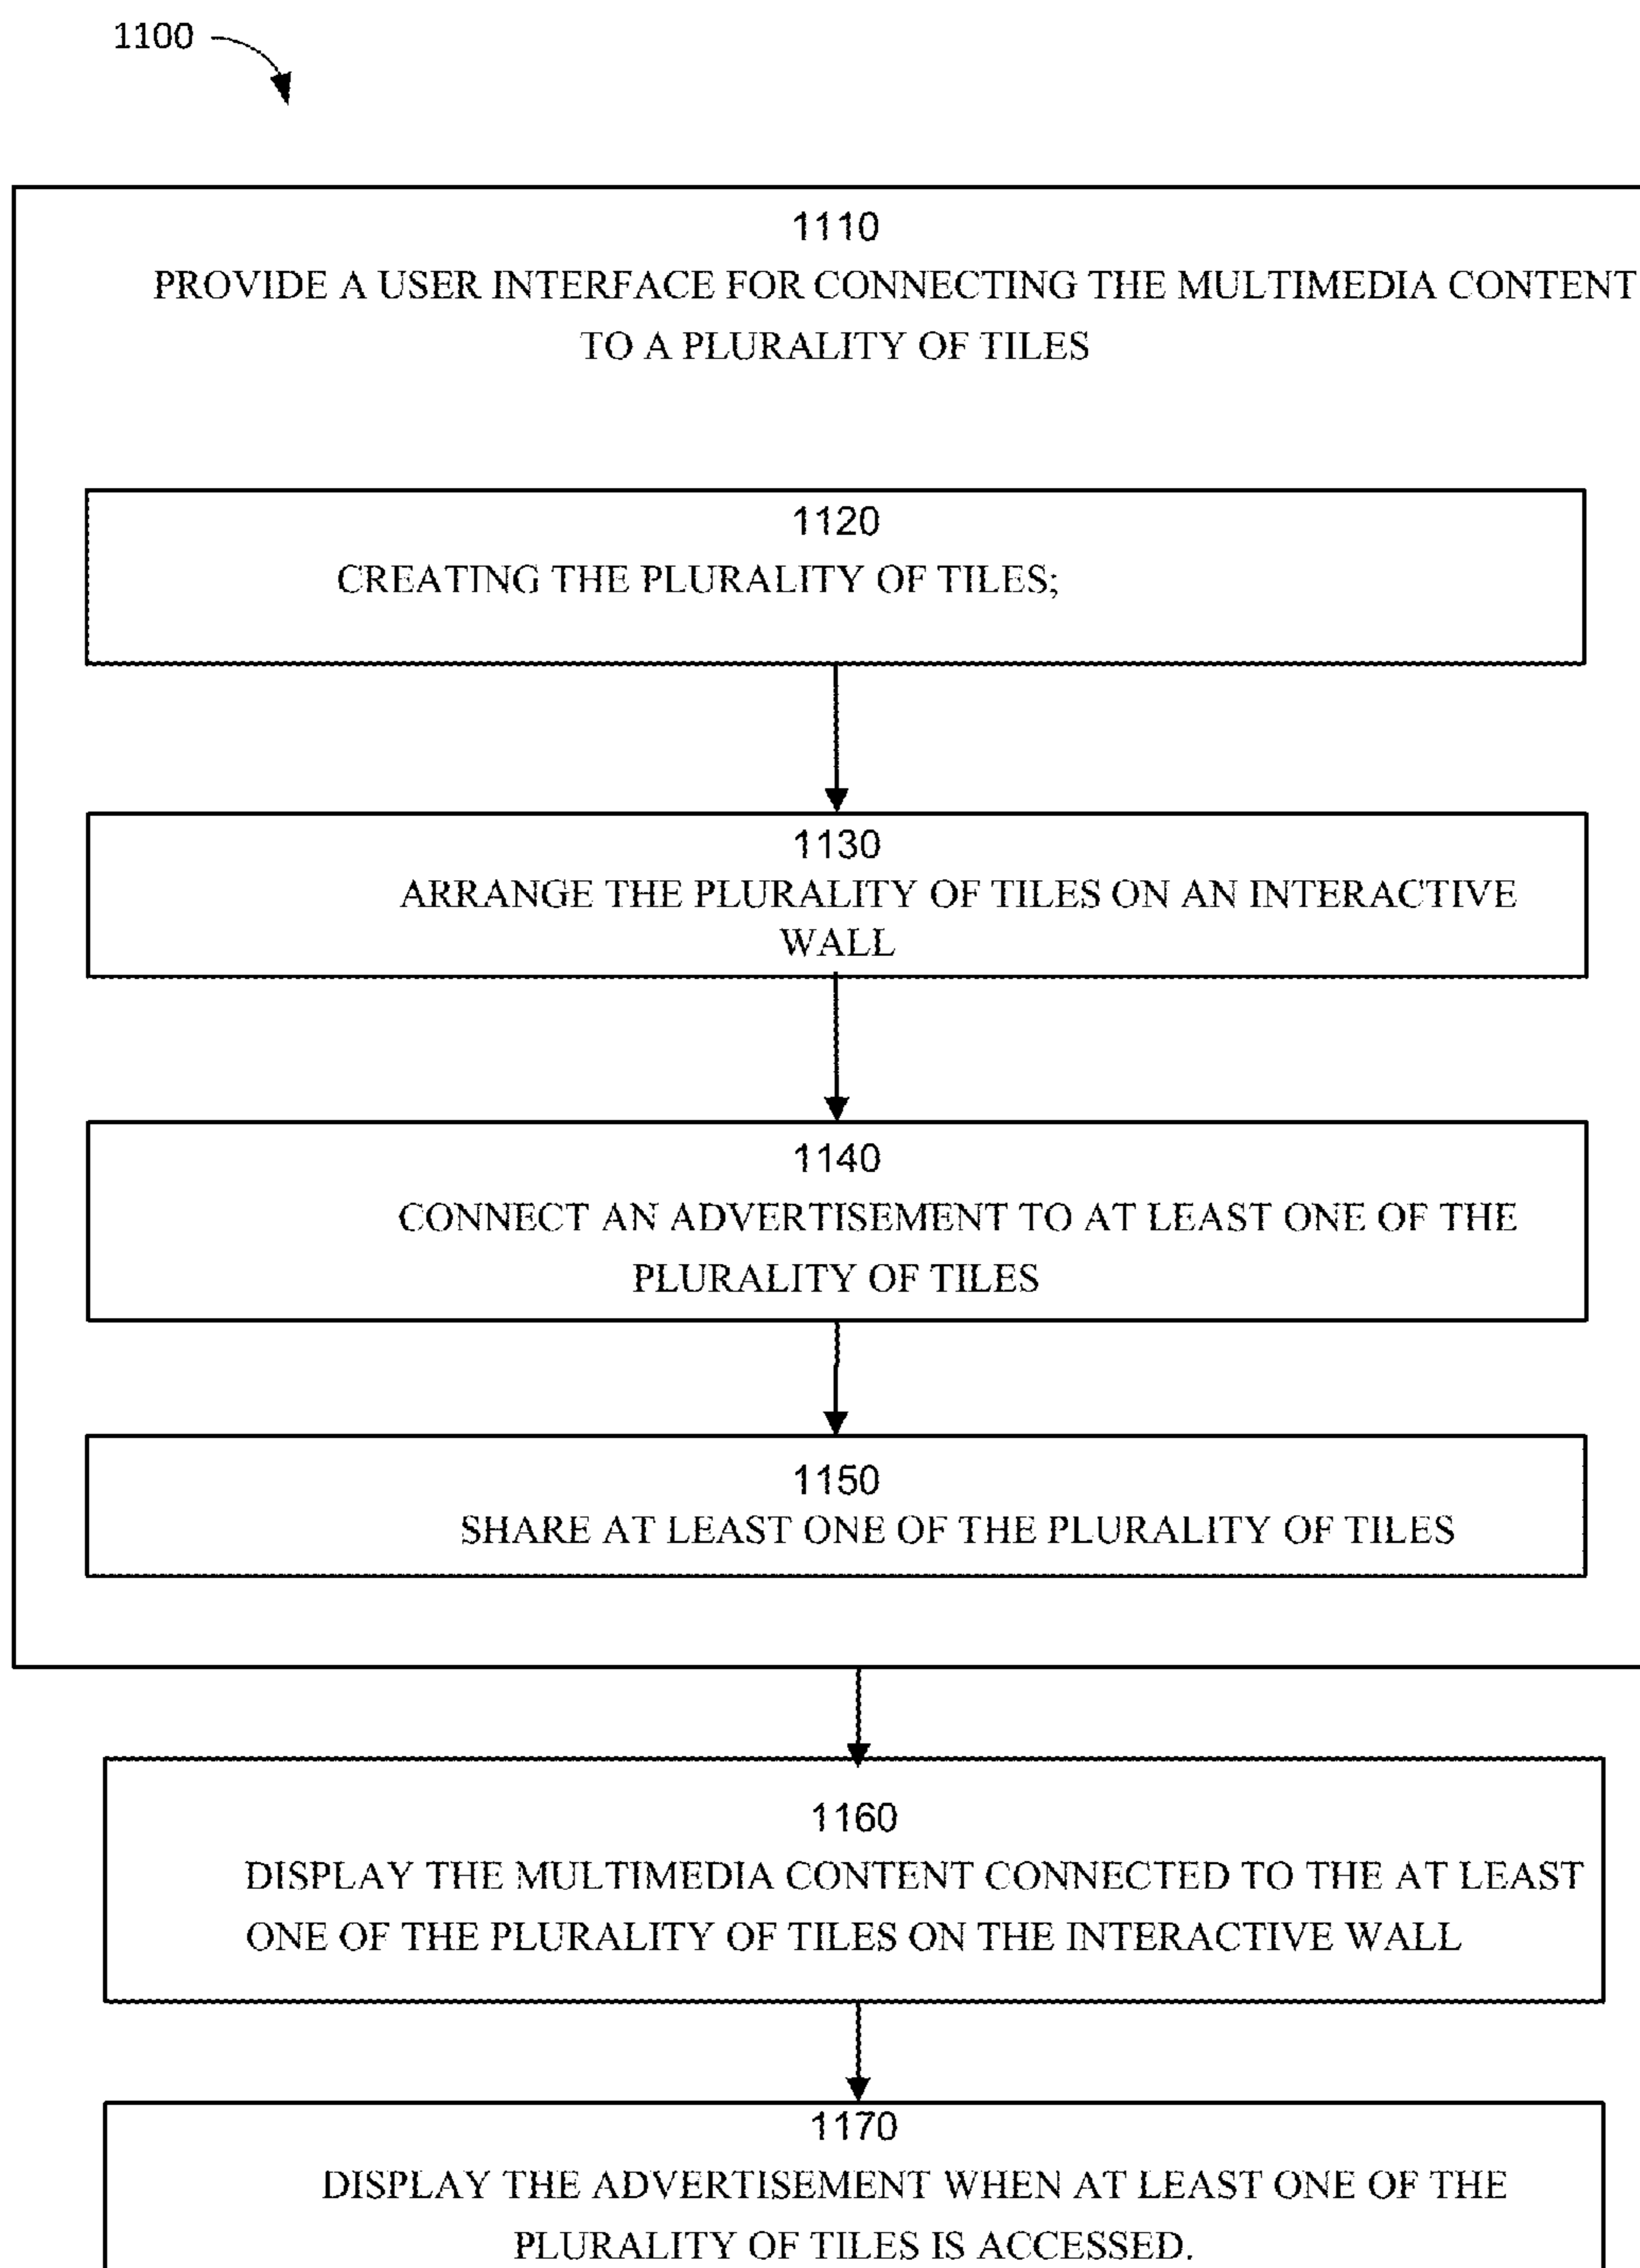 1100
1110
PROVIDE A USER INTERFACE FOR CONNECTING THE MULTIMEDIA CONTENT
TO A PLURALITY OF TILES
1120
CREATING THE PLURALITY OF TILES;
1130
ARRANGE THE PLURALITY OF TILES ON AN INTERACTIVE
WALL
1140
CONNECT AN ADVERTISEMENT TO AT LEAST ONE OF THE
PLURALITY OF TILES
1150
SHARE AT LEAST ONE OF THE PLURALITY OF TILES
1160
DISPLAY THE MULTIMEDIA CONTENT CONNECTED TO THE AT LEAST
ONE OF THE PLURALITY OF TILES ON THE INTERACTIVE WALL
1170
DISPLAY THE ADVERTISEMENT WHEN AT LEAST ONE OF THE
PLURALITY OF TILES IS ACCESSED.